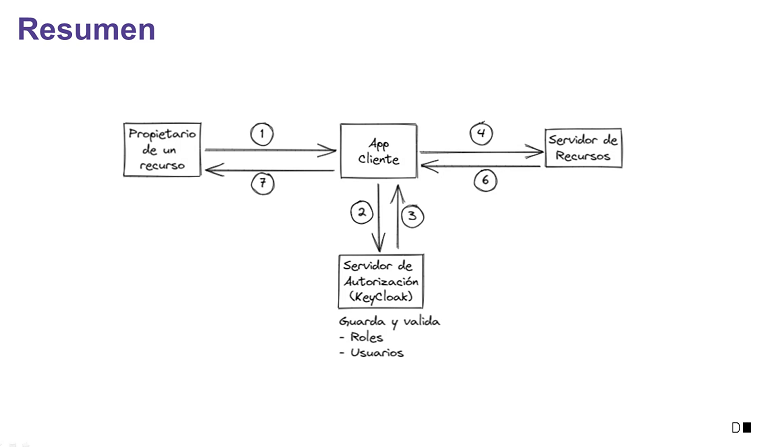 Resumen
Propietario
de un
recurso
1
7
App
Cliente
4
6
Servidor de
Recursos
2
3
Servidor de
Autorización
(KeyCloak)
Guarda y valida
- Roles
- Usuarios
D